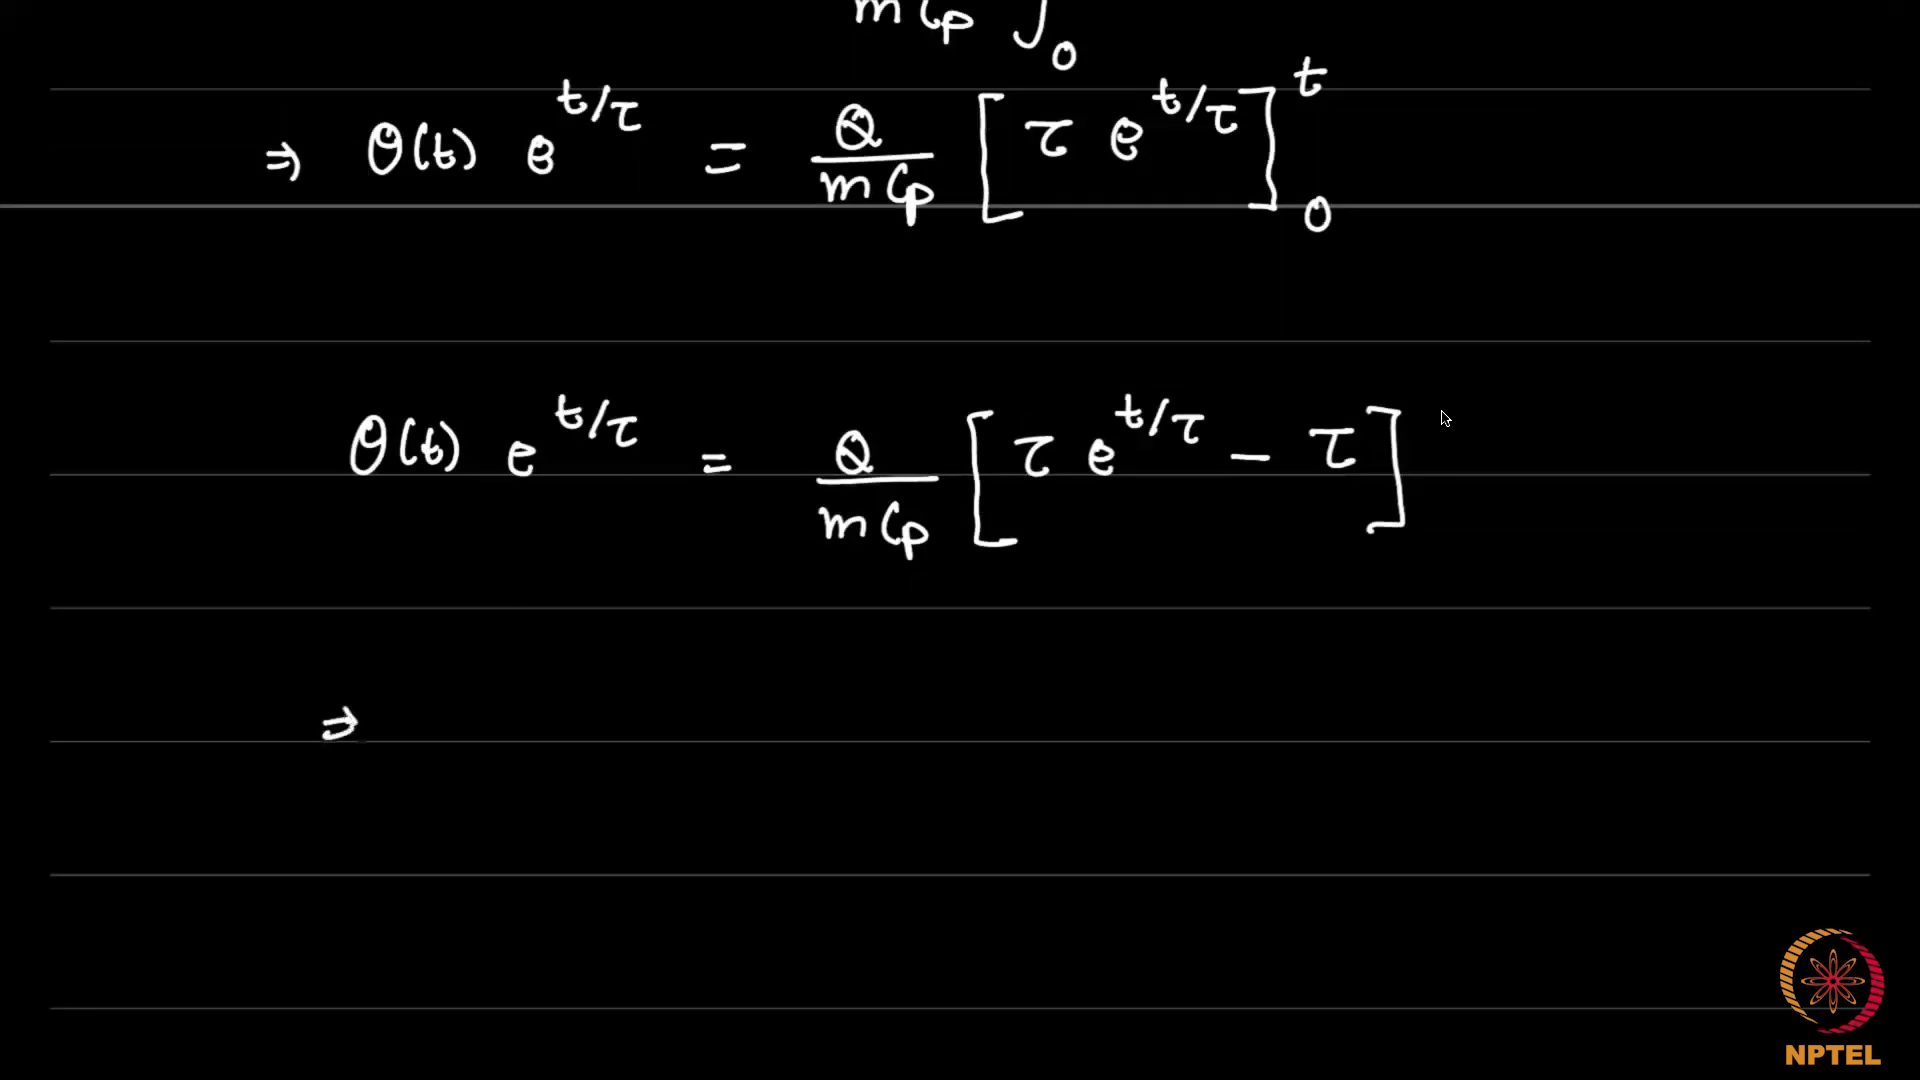 m Cp ∫₀
⇒ θ(t) e^{t/τ} = Q/(m Cp) [ τ e^{t/τ} ]₀^t
θ(t) e^{t/τ} = Q/(m Cp) [ τ e^{t/τ} − τ ]
⇒
NPTEL